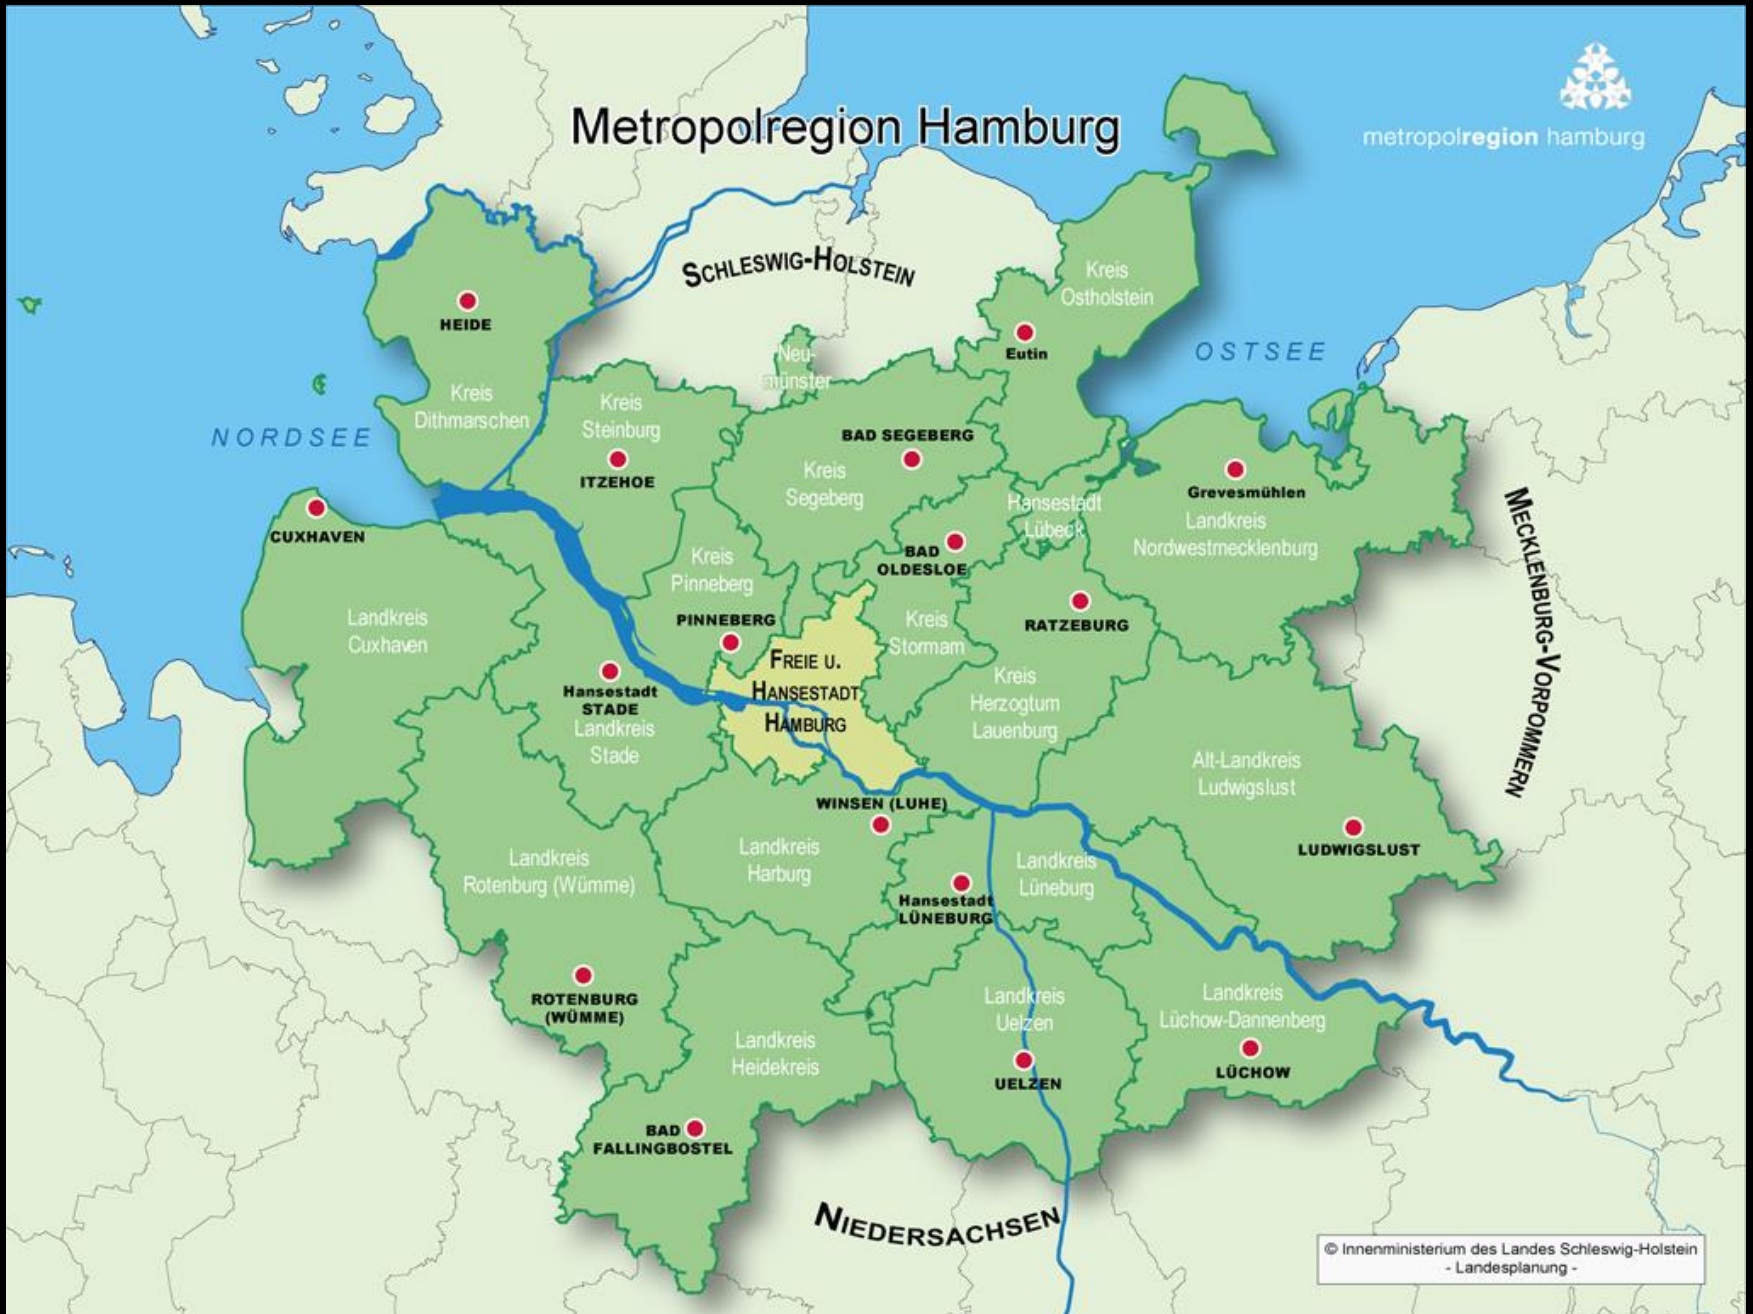 Metropolregion Hamburg
metropolregion hamburg
SCHLESWIG-HOLSTEIN
Kreis
Ostholstein
HEIDE
Eutin
OSTSEE
Neu-
münster
Kreis
Dithmarschen
Kreis
Steinburg
NORDSEE
BAD SEGEBERG
ITZEHOE
Kreis
Segeberg
Grevesmühlen
Hansestadt
Lübeck
Landkreis
Nordwestmecklenburg
MECKLENBURG-VORPOMMERN
CUXHAVEN
BAD
OLDESLOE
Kreis
Pinneberg
PINNEBERG
RATZEBURG
Landkreis
Cuxhaven
Kreis
Stormarn
FREIE U.
HANSESTADT
HAMBURG
Hansestadt
STADE
Landkreis
Stade
Kreis
Herzogtum
Lauenburg
Alt-Landkreis
Ludwigslust
WINSEN (LUHE)
LUDWIGSLUST
Landkreis
Rotenburg (Wümme)
Landkreis
Harburg
Landkreis
Lüneburg
Hansestadt
LÜNEBURG
ROTENBURG
(WÜMME)
Landkreis
Uelzen
Landkreis
Lüchow-Dannenberg
Landkreis
Heidekreis
UELZEN
LÜCHOW
BAD
FALLINGBOSTEL
NIEDERSACHSEN
© Innenministerium des Landes Schleswig-Holstein
- Landesplanung -